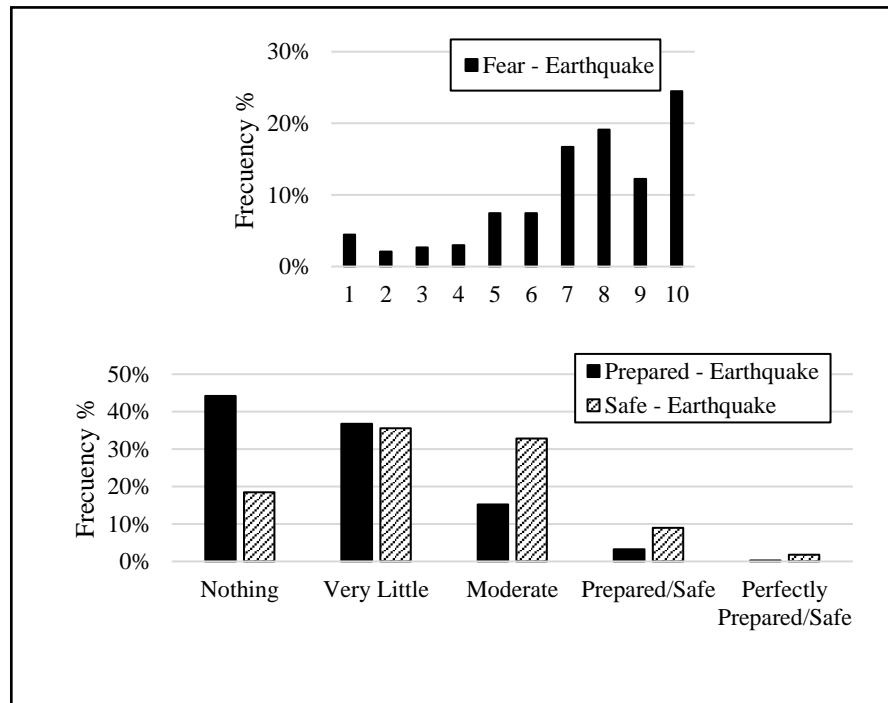 30%
Fear - Earthquake
20%
10%
0%
Frecuency %
1 2 3 4 5 6 7 8 9 10
50%
Prepared - Earthquake
40%
Safe - Earthquake
30%
20%
10%
0%
Frecuency %
Nothing Very Little Moderate Prepared/Safe Perfectly
Prepared/Safe